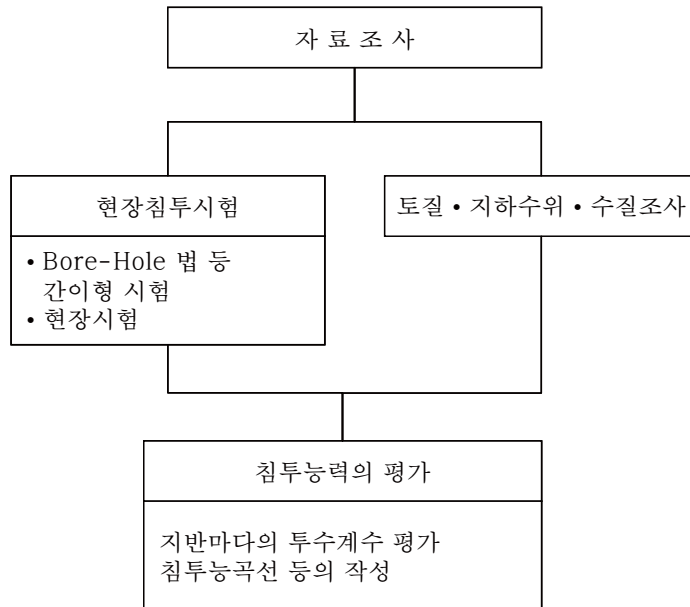 자 료 조 사
현장침투시험
• Bore-Hole 법 등
간이형 시험
• 현장시험
토질 • 지하수위 • 수질조사
침투능력의 평가
지반마다의 투수계수 평가
침투능곡선 등의 작성